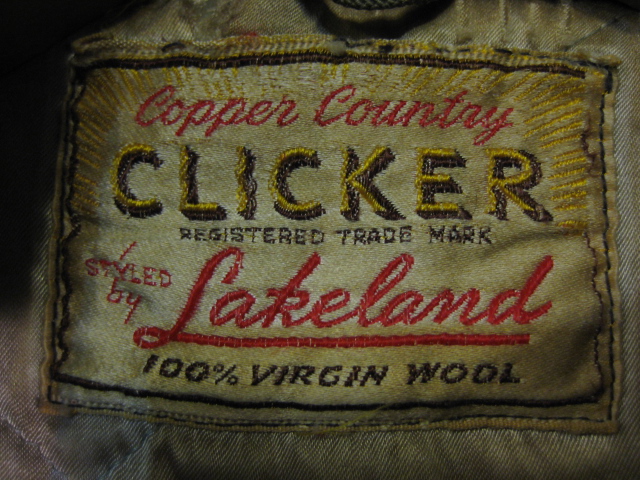 Copper Country
CLICKER
REGISTERED TRADE MARK
STYLED by Lakeland
100% VIRGIN WOOL